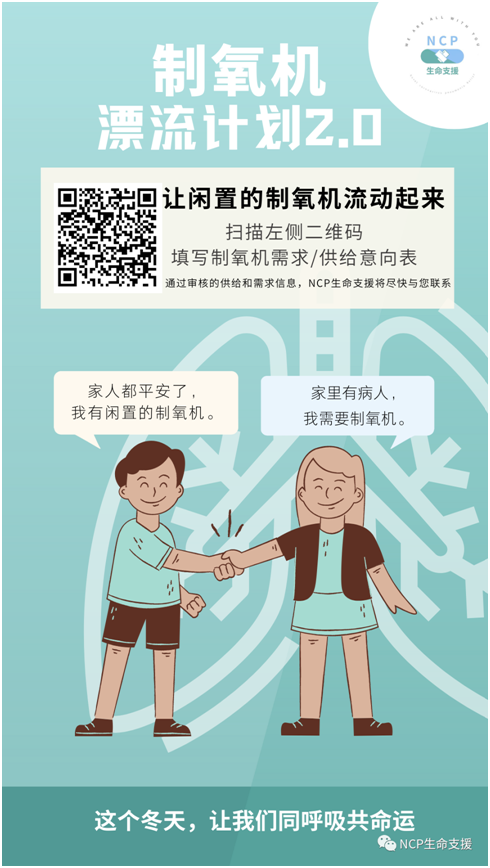 WE ARE ALL WITH YOU
NCP
生命支援
制氧机
漂流计划2.0
让闲置的制氧机流动起来
扫描左侧二维码
填写制氧机需求/供给意向表
通过审核的供给和需求信息，NCP生命支援将尽快与您联系
家人都平安了，
我有闲置的制氧机。
家里有病人，
我需要制氧机。
这个冬天，让我们同呼吸共命运
NCP生命支援